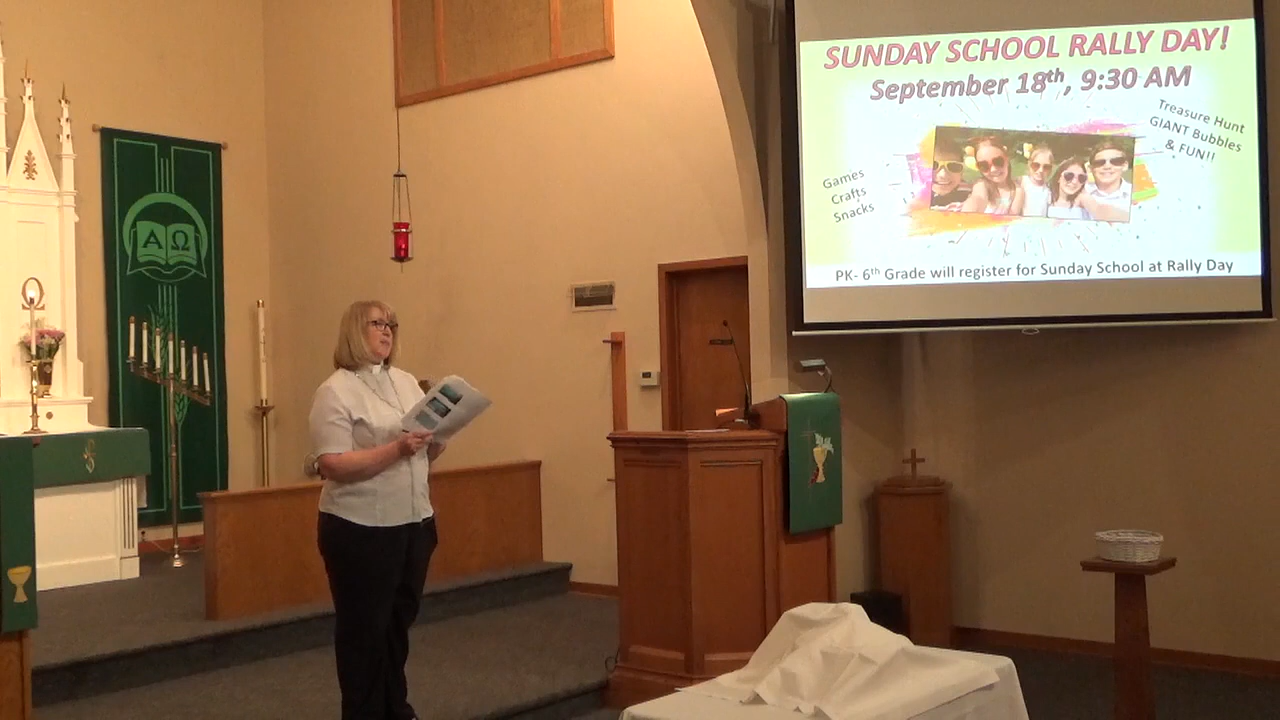 SUNDAY SCHOOL RALLY DAY!
September 18th, 9:30 AM
Treasure Hunt
GIANT Bubbles
& FUN!!
Games
Crafts
Snacks
PK- 6th Grade will register for Sunday School at Rally Day
Α Ω